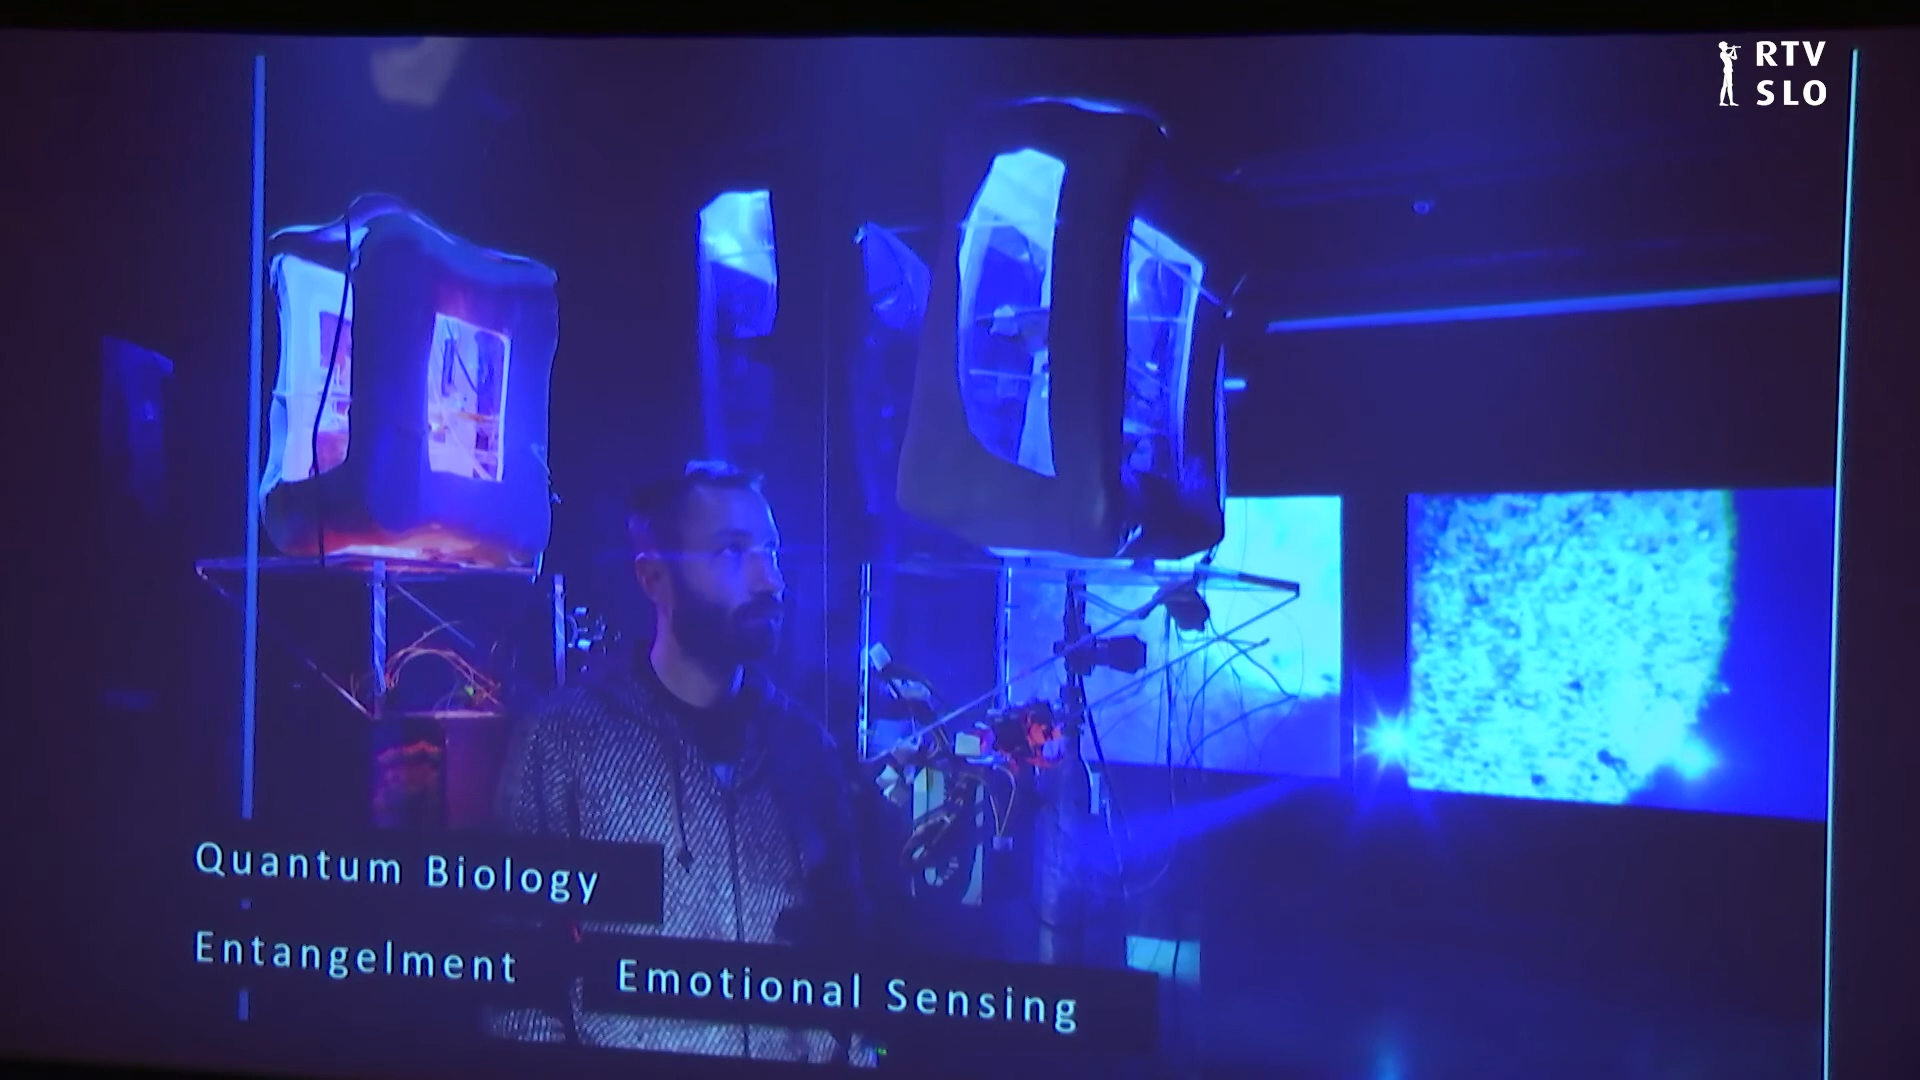 RTV
SLO
Quantum Biology
Entangelment
Emotional Sensing